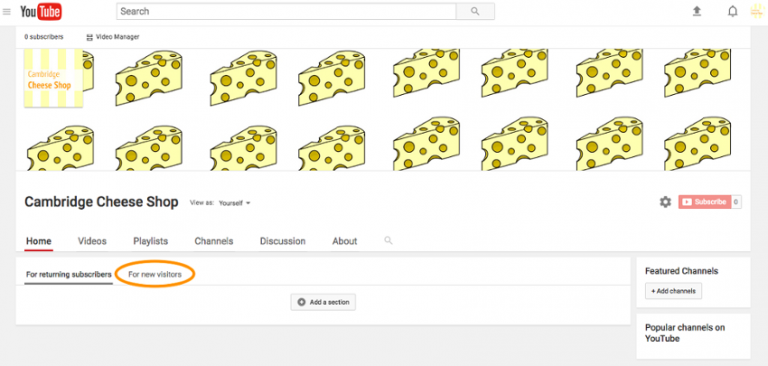 YouTube
Search
0 subscribers
Video Manager
Cambridge
Cheese Shop
Cambridge Cheese Shop
View as: Yourself
Subscribe
0
Home
Videos
Playlists
Channels
Discussion
About
For returning subscribers
For new visitors
Add a section
Featured Channels
+ Add channels
Popular channels on
YouTube